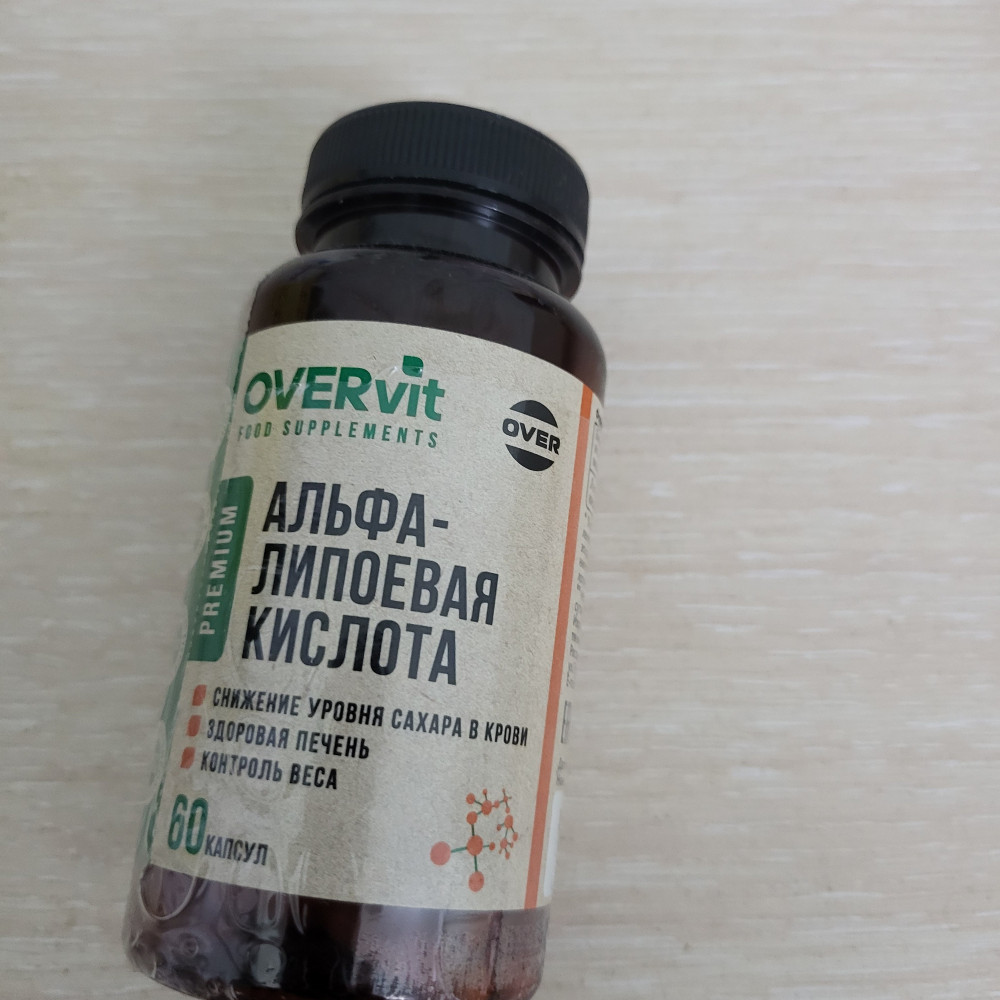 OVERvit
FOOD SUPPLEMENTS
OVER
PREMIUM
АЛЬФА-
ЛИПОЕВАЯ
КИСЛОТА
СНИЖЕНИЕ УРОВНЯ САХАРА В КРОВИ
ЗДОРОВАЯ ПЕЧЕНЬ
КОНТРОЛЬ ВЕСА
60 КАПСУЛ